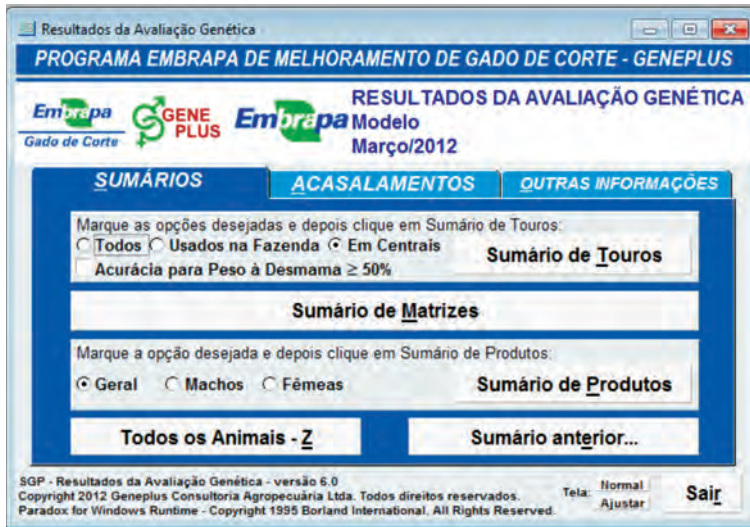 Resultados da Avaliação Genética
PROGRAMA EMBRAPA DE MELHORAMENTO DE GADO DE CORTE - GENEPLUS
Embrapa
Gado de Corte
GENE
PLUS
Embrapa
RESULTADOS DA AVALIAÇÃO GENÉTICA
Modelo
Março/2012
SUMÁRIOS
ACASALAMENTOS
OUTRAS INFORMAÇÕES
Marque as opções desejadas e depois clique em Sumário de Touros:
Todos Usados na Fazenda Em Centrais
Acurácia para Peso à Desmama ≥ 50%
Sumário de Touros
Sumário de Matrizes
Marque a opção desejada e depois clique em Sumário de Produtos:
Geral Machos Fêmeas
Sumário de Produtos
Todos os Animais - Z
Sumário anterior...
SGP - Resultados da Avaliação Genética - versão 6.0
Copyright 2012 Geneplus Consultoria Agropecuária Ltda. Todos direitos reservados.
Paradox for Windows Runtime - Copyright 1995 Borland International. All Rights Reserved.
Tela:
Normal
Ajustar
Sair